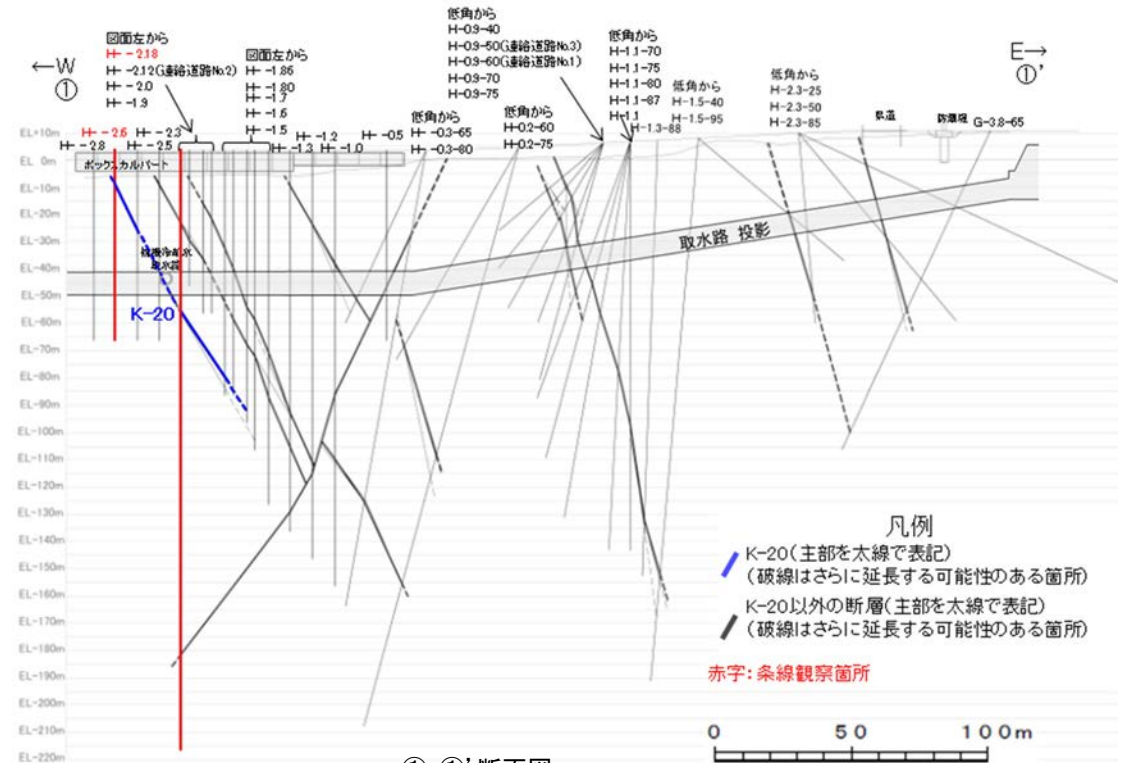 ←W
①
図面左から
H- -2.18
H- -2.12(連絡道路No.2)
H- -2.0
H- -1.9
図面左から
H- -1.85
H- -1.80
H- -1.7
H- -1.6
H- -1.5
低角から
H-0.9-40
H-0.9-50(連絡道路No.3)
H-0.9-60(連絡道路No.1)
H-0.9-70
H-0.9-75
低角から
H-1.1-70
H-1.1-75
H-1.1-80
H-1.1-87
H-1.1
H-1.3-88
低角から
H-1.5-40
H-1.5-95
低角から
H-2.3-25
H-2.3-50
H-2.3-85
E→
①'
県道
防潮堤
G-3.8-65
H- -2.6
H- -2.3
H- -2.8
H- -2.5
H- -1.3
H- -1.2
H- -1.0
H- -0.5
低角から
H- -0.3-65
H- -0.3-80
低角から
H-0.2-60
H-0.2-75
ボックスカルバート
補機冷却水
取水路
K-20
取水路 投影
EL+10m
EL 0m
EL-10m
EL-20m
EL-30m
EL-40m
EL-50m
EL-60m
EL-70m
EL-80m
EL-90m
EL-100m
EL-110m
EL-120m
EL-130m
EL-140m
EL-150m
EL-160m
EL-170m
EL-180m
EL-190m
EL-200m
EL-210m
EL-220m
凡例
K-20(主部を太線で表記)
(破線はさらに延長する可能性のある箇所)
K-20以外の断層(主部を太線で表記)
(破線はさらに延長する可能性のある箇所)
赤字:条線観察箇所
0 50 100m
①-①'断面図